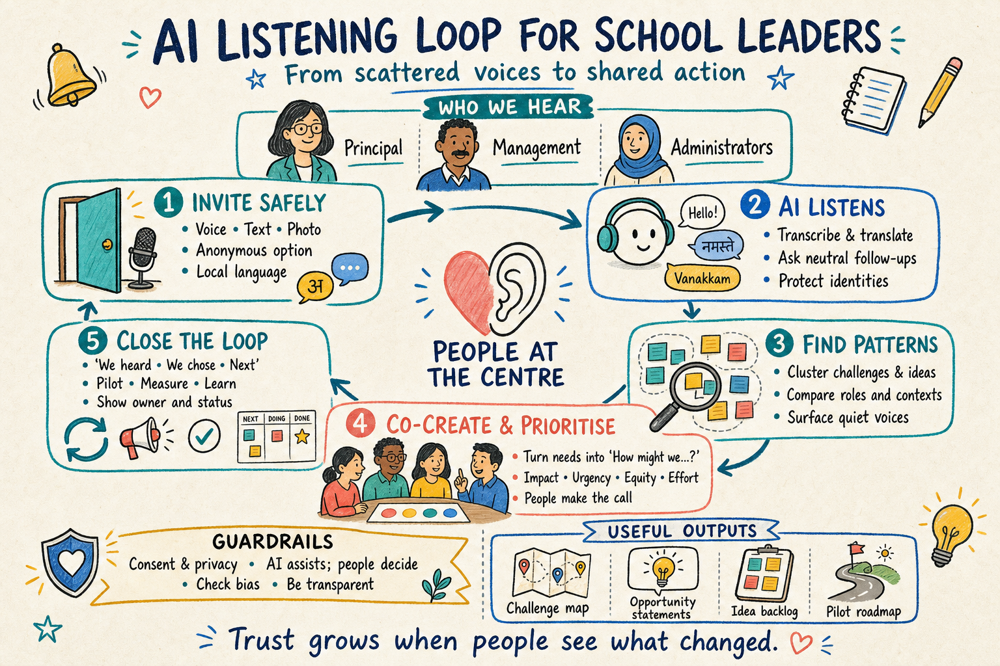 AI LISTENING LOOP FOR SCHOOL LEADERS
From scattered voices to shared action
WHO WE HEAR
Principal
Management
Administrators
1 INVITE SAFELY
• Voice • Text • Photo
• Anonymous option
• Local language
अ
2 AI LISTENS
Hello!
नमस्ते
Vanakkam
• Transcribe & translate
• Ask neutral follow-ups
• Protect identities
PEOPLE AT
THE CENTRE
3 FIND PATTERNS
• Cluster challenges & ideas
• Compare roles and contexts
• Surface quiet voices
4 CO-CREATE & PRIORITISE
• Turn needs into ‘How might we...?’
• Impact • Urgency • Equity • Effort
• People make the call
5 CLOSE THE LOOP
• ‘We heard • We chose • Next’
• Pilot • Measure • Learn
• Show owner and status
NEXT DOING DONE
GUARDRAILS
Consent & privacy • AI assists; people decide
• Check bias • Be transparent
USEFUL OUTPUTS
Challenge map
Opportunity
statements
Idea backlog
Pilot roadmap
Trust grows when people see what changed.